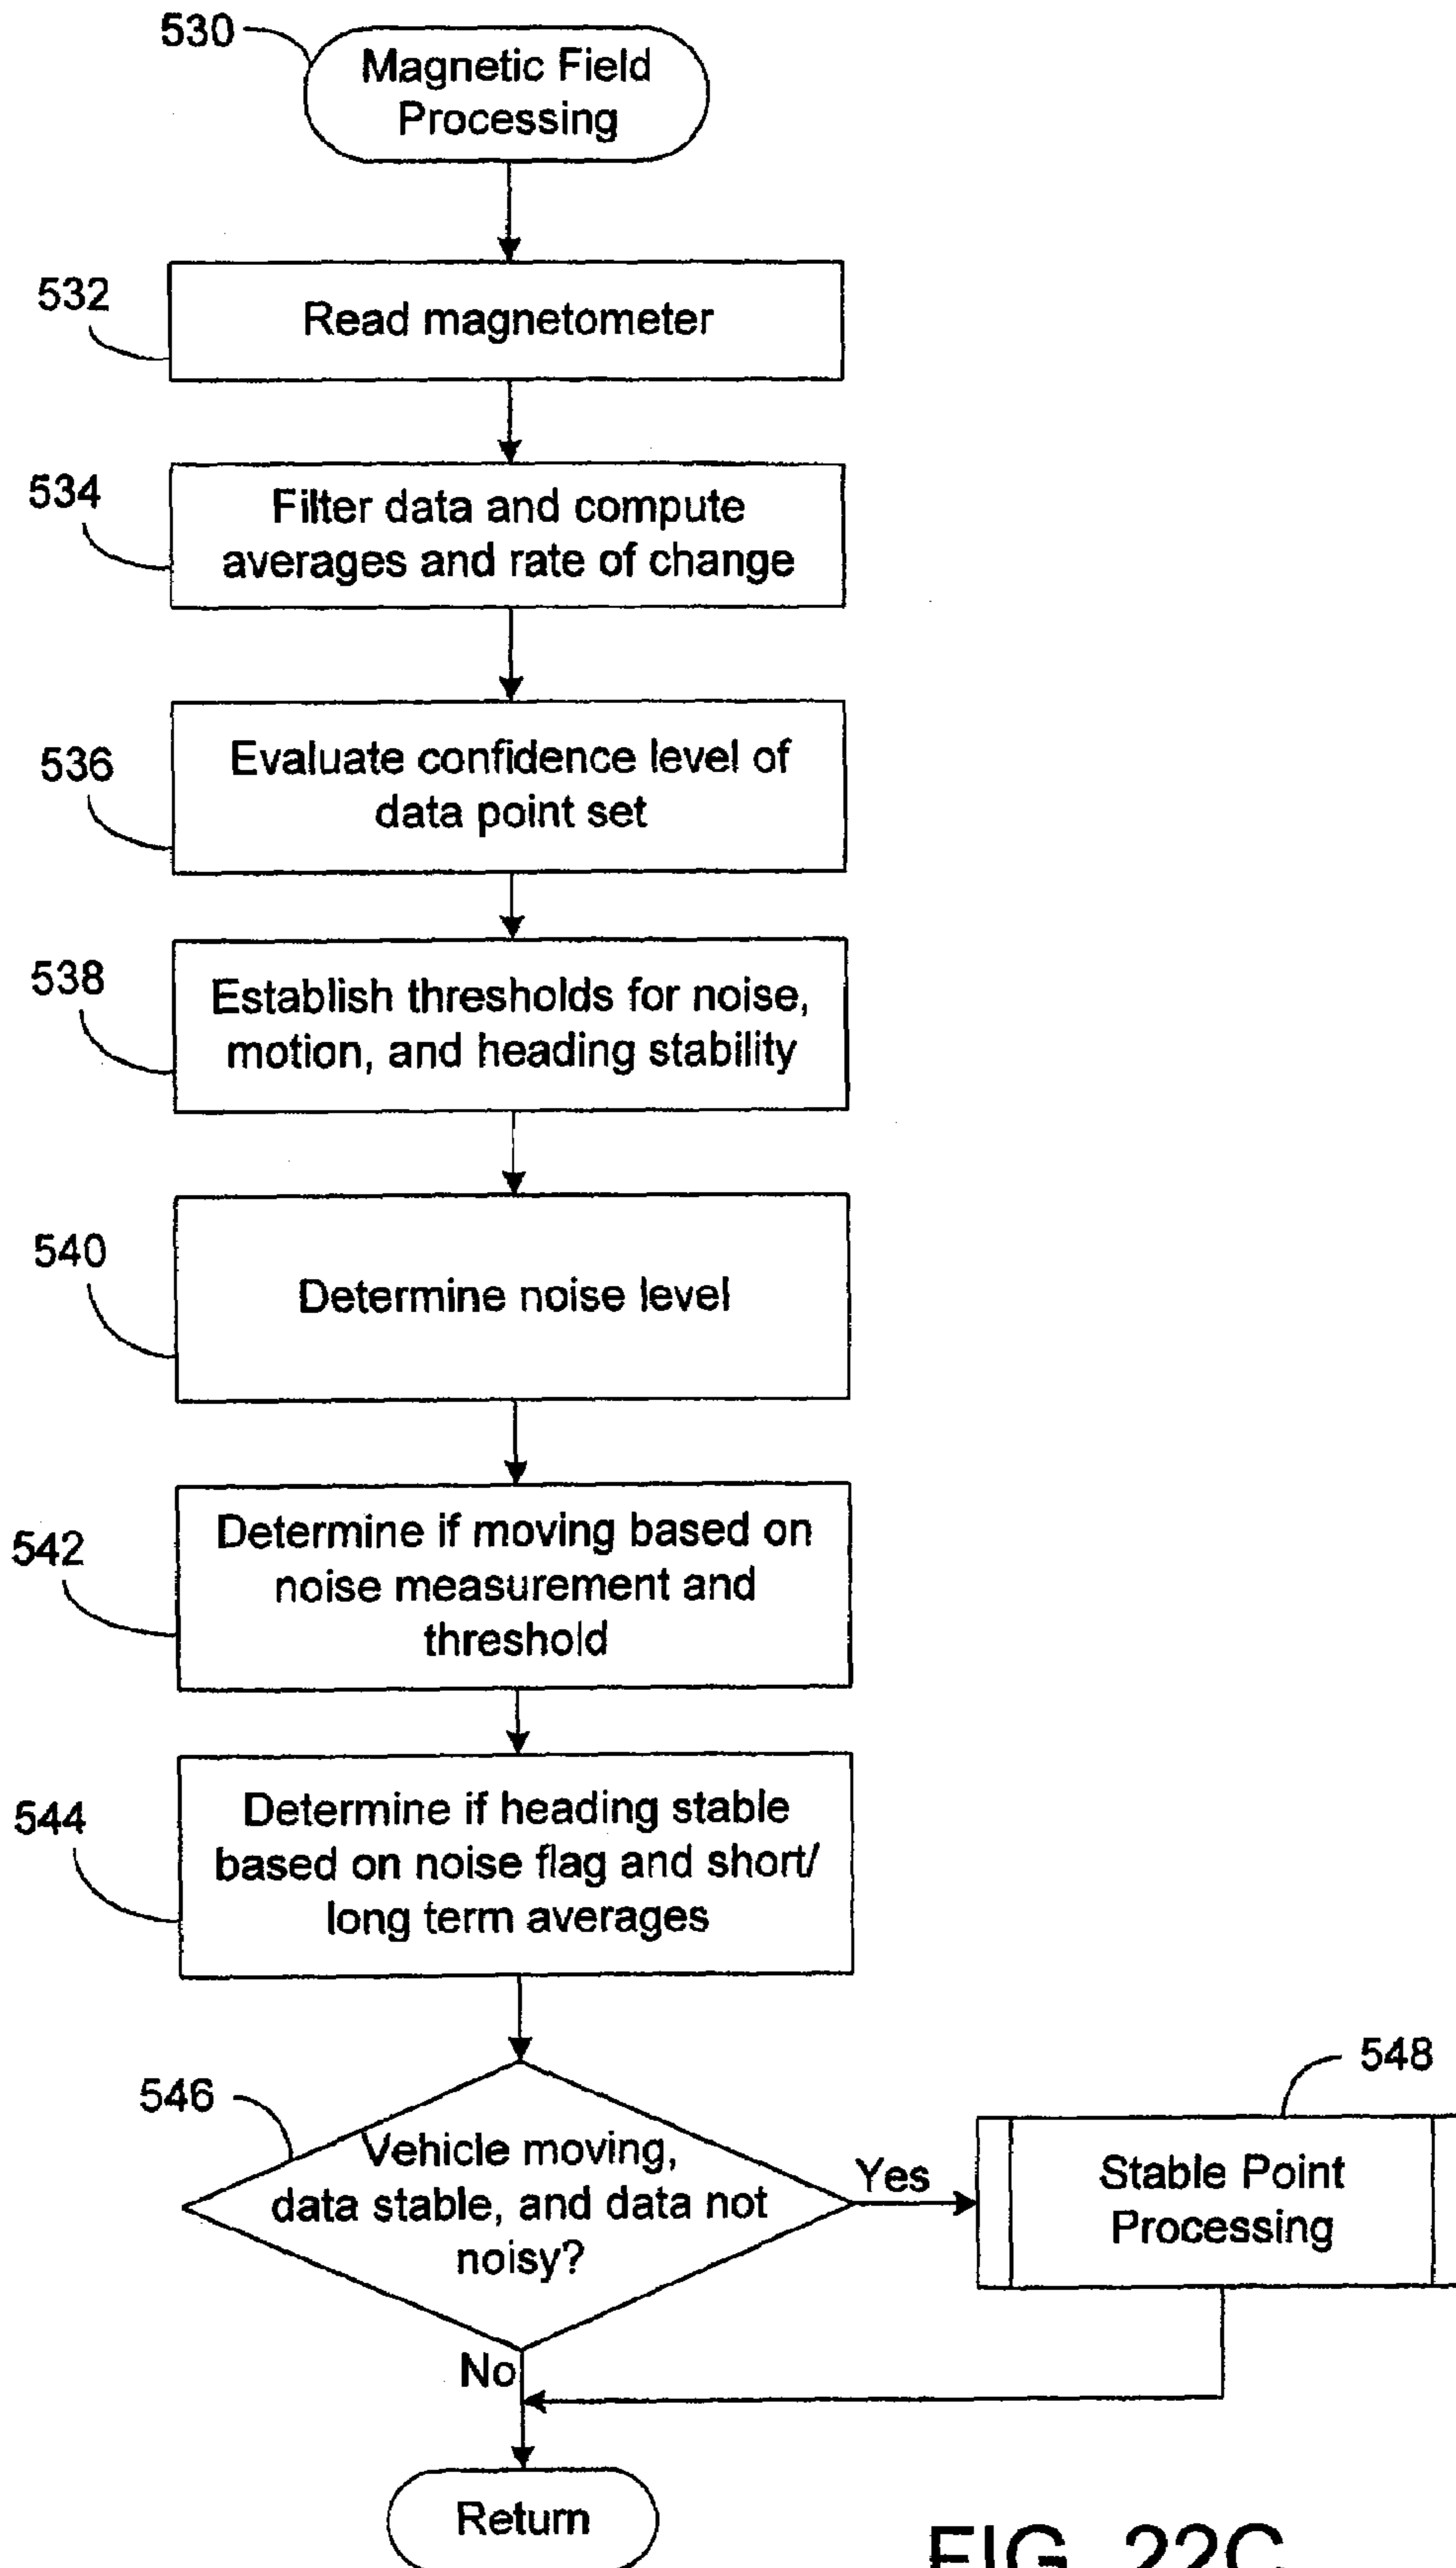 530
Magnetic Field
Processing
532
Read magnetometer
534
Filter data and compute
averages and rate of change
536
Evaluate confidence level of
data point set
538
Establish thresholds for noise,
motion, and heading stability
540
Determine noise level
542
Determine if moving based on
noise measurement and
threshold
544
Determine if heading stable
based on noise flag and short/
long term averages
546
Vehicle moving,
data stable, and data not
noisy?
Yes
548
Stable Point
Processing
No
Return
FIG. 22C